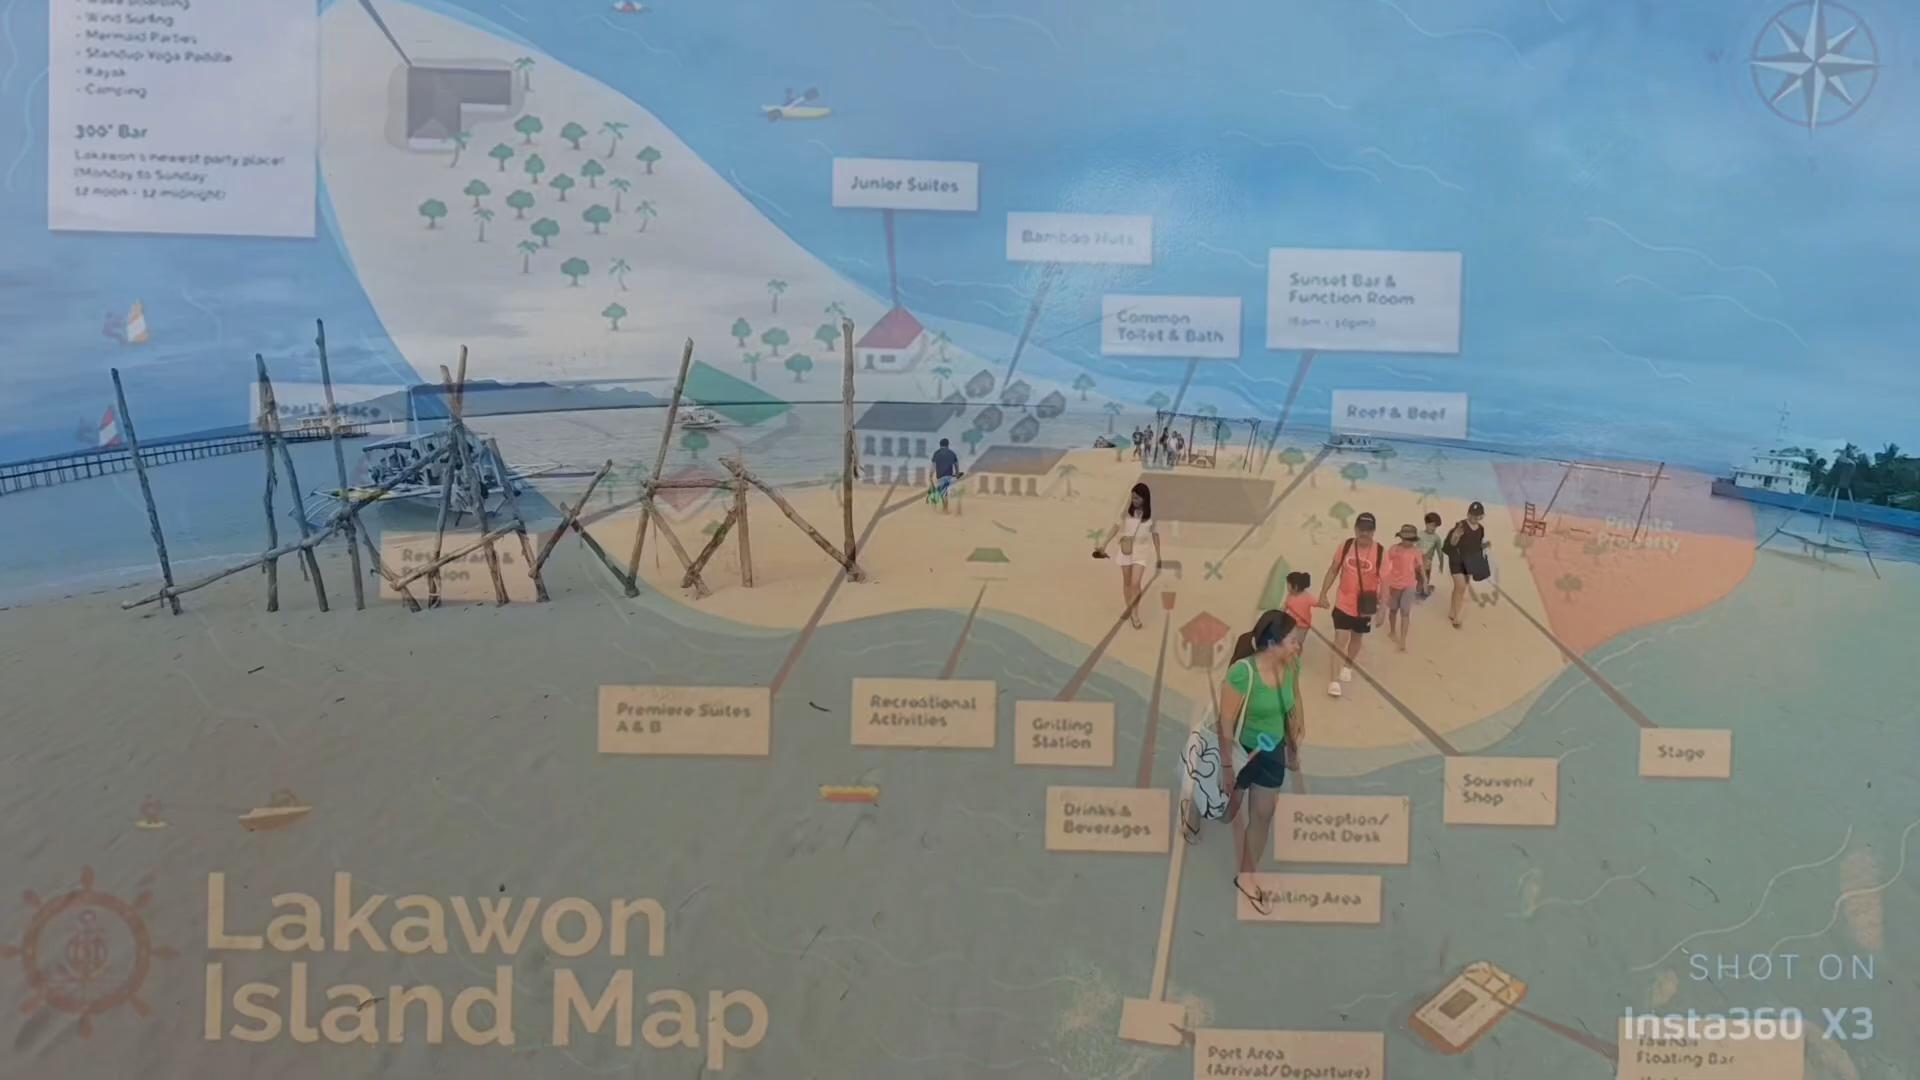 - Wind Surfing
- Mermaid Parties
- Standup Yoga Paddle
- Kayak
- Camping
300° Bar
Lakawon's newest party place!
(Monday to Sunday
12 noon - 12 midnight)
Junior Suites
Bamboo Huts
Common
Toilet & Bath
Sunset Bar &
Function Room
Reef & Beef
Pearl's Place
Restaurant &
Private
Property
Premiere Suites
A & B
Recreational
Activities
Grilling
Station
Drinks &
Beverages
Reception/
Front Desk
Waiting Area
Souvenir
Shop
Stage
Port Area
(Arrival/Departure)
Floating Bar
Lakawon
Island Map
SHOT ON
Insta360 X3